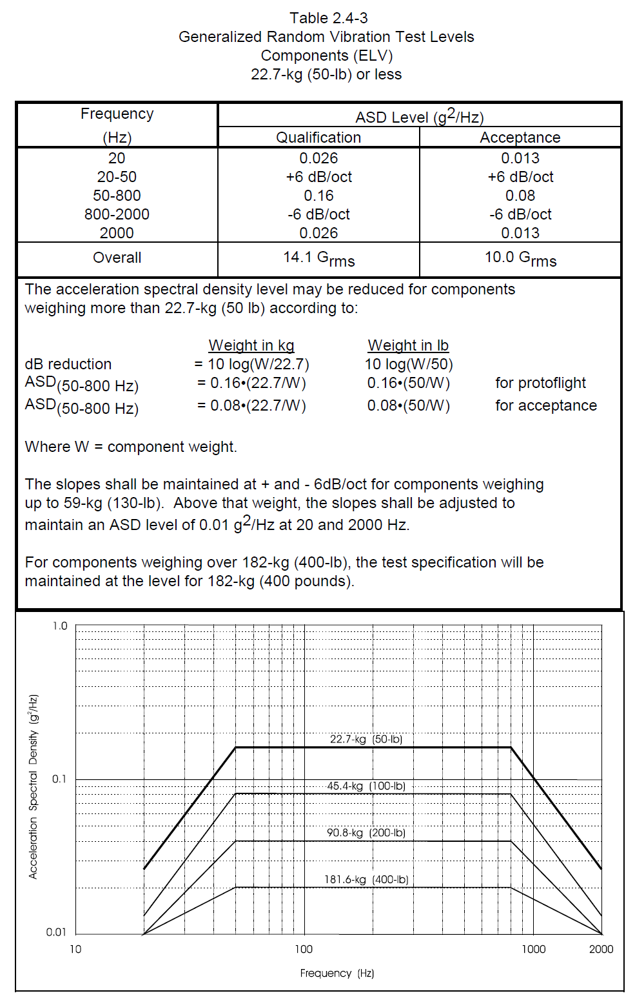 Table 2.4-3
Generalized Random Vibration Test Levels
Components (ELV)
22.7-kg (50-lb) or less
Frequency ASD Level (g2/Hz)
(Hz) Qualification Acceptance
20 0.026 0.013
20-50 +6 dB/oct +6 dB/oct
50-800 0.16 0.08
800-2000 -6 dB/oct -6 dB/oct
2000 0.026 0.013
Overall 14.1 Grms 10.0 Grms
The acceleration spectral density level may be reduced for components
weighing more than 22.7-kg (50 lb) according to:
Weight in kg Weight in lb
dB reduction = 10 log(W/22.7) 10 log(W/50)
ASD(50-800 Hz) = 0.16•(22.7/W) 0.16•(50/W) for protoflight
ASD(50-800 Hz) = 0.08•(22.7/W) 0.08•(50/W) for acceptance
Where W = component weight.
The slopes shall be maintained at + and - 6dB/oct for components weighing
up to 59-kg (130-lb). Above that weight, the slopes shall be adjusted to
maintain an ASD level of 0.01 g2/Hz at 20 and 2000 Hz.
For components weighing over 182-kg (400-lb), the test specification will be
maintained at the level for 182-kg (400 pounds).
1.0
Acceleration Spectral Density (g2/Hz)
22.7-kg (50-lb)
0.1
45.4-kg (100-lb)
90.8-kg (200-lb)
181.6-kg (400-lb)
0.01
10 100 1000 2000
Frequency (Hz)